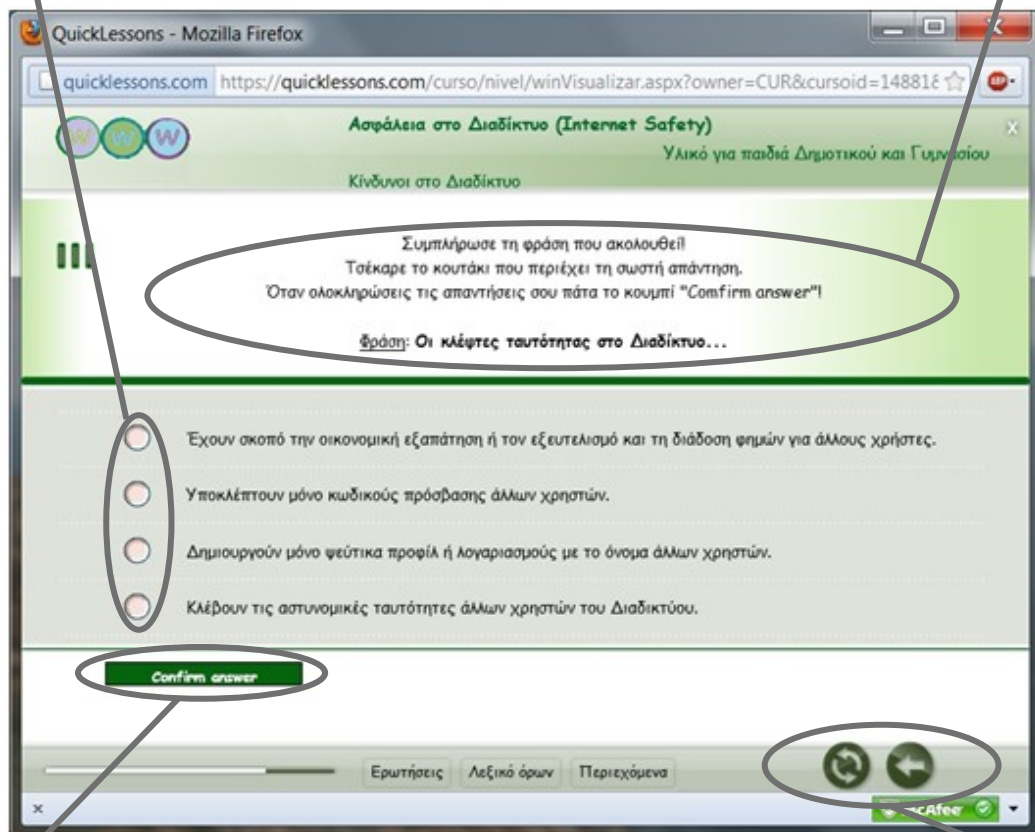 QuickLessons - Mozilla Firefox
quicklessons.com https://quicklessons.com/curso/nivel/winVisualizar.aspx?owner=CUR&cursoid=148818
WWW
Ασφάλεια στο Διαδίκτυο (Internet Safety)
Υλικό για παιδιά Δημοτικού και Γυμνασίου
Κίνδυνοι στο Διαδίκτυο
Συμπλήρωσε τη φράση που ακολουθεί!
Τσέκαρε το κουτάκι που περιέχει τη σωστή απάντηση.
Όταν ολοκληρώσεις τις απαντήσεις σου πάτα το κουμπί "Comfirm answer"!
Φράση: Οι κλέφτες ταυτότητας στο Διαδίκτυο...
Έχουν σκοπό την οικονομική εξαπάτηση ή τον εξευτελισμό και τη διάδοση φημών για άλλους χρήστες.
Υποκλέπτουν μόνο κωδικούς πρόσβασης άλλων χρηστών.
Δημιουργούν μόνο ψεύτικα προφίλ ή λογαριασμούς με το όνομα άλλων χρηστών.
Κλέβουν τις αστυνομικές ταυτότητες άλλων χρηστών του Διαδικτύου.
Confirm answer
Ερωτήσεις Λεξικό όρων Περιεχόμενα